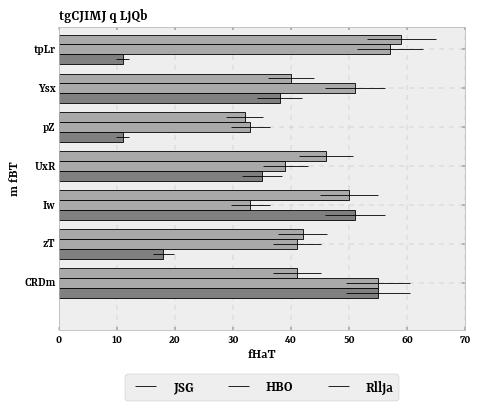 tgCJIMJ q LjQb
m fBT
tpLr
Ysx
pZ
UxR
Iw
zT
CRDm
0 10 20 30 40 50 60 70
fHaT
JSG HBO Rllja